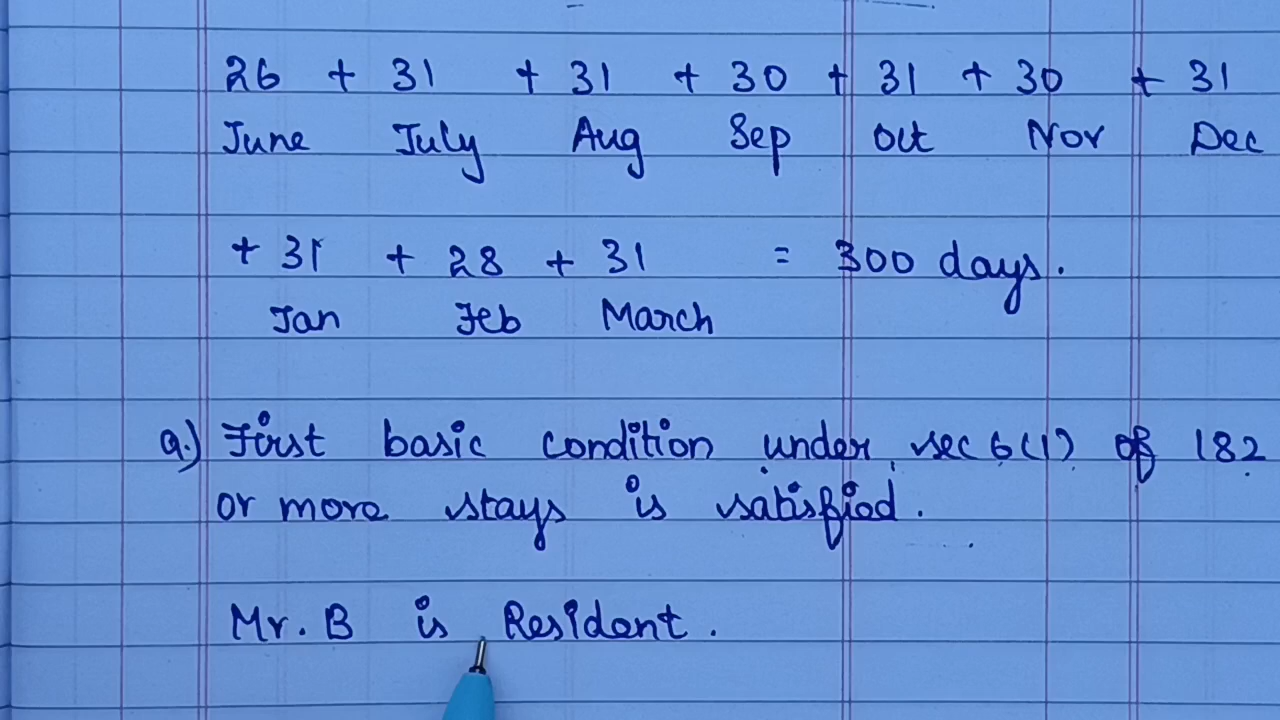 26 + 31 + 31 + 30 + 31 + 30 + 31
June July Aug Sep Oct Nov Dec
+ 31 + 28 + 31 = 300 days.
Jan Feb March
a.) First basic condition under sec 6(1) of 182
or more stays is satisfied.
Mr. B is Resident.